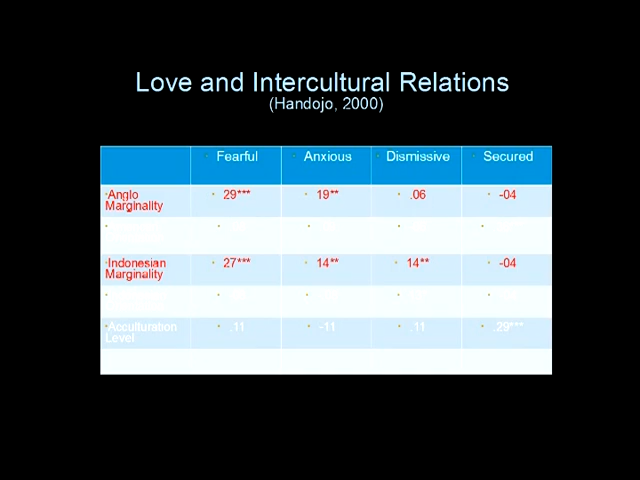 Love and Intercultural Relations
(Handojo, 2000)
Fearful Anxious Dismissive Secured
Anglo
Marginality
29*** 19** .06 -04
Indonesian
Marginality
27*** 14** 14** -04
Acculturation
Level
.11 -11 .11 .29***